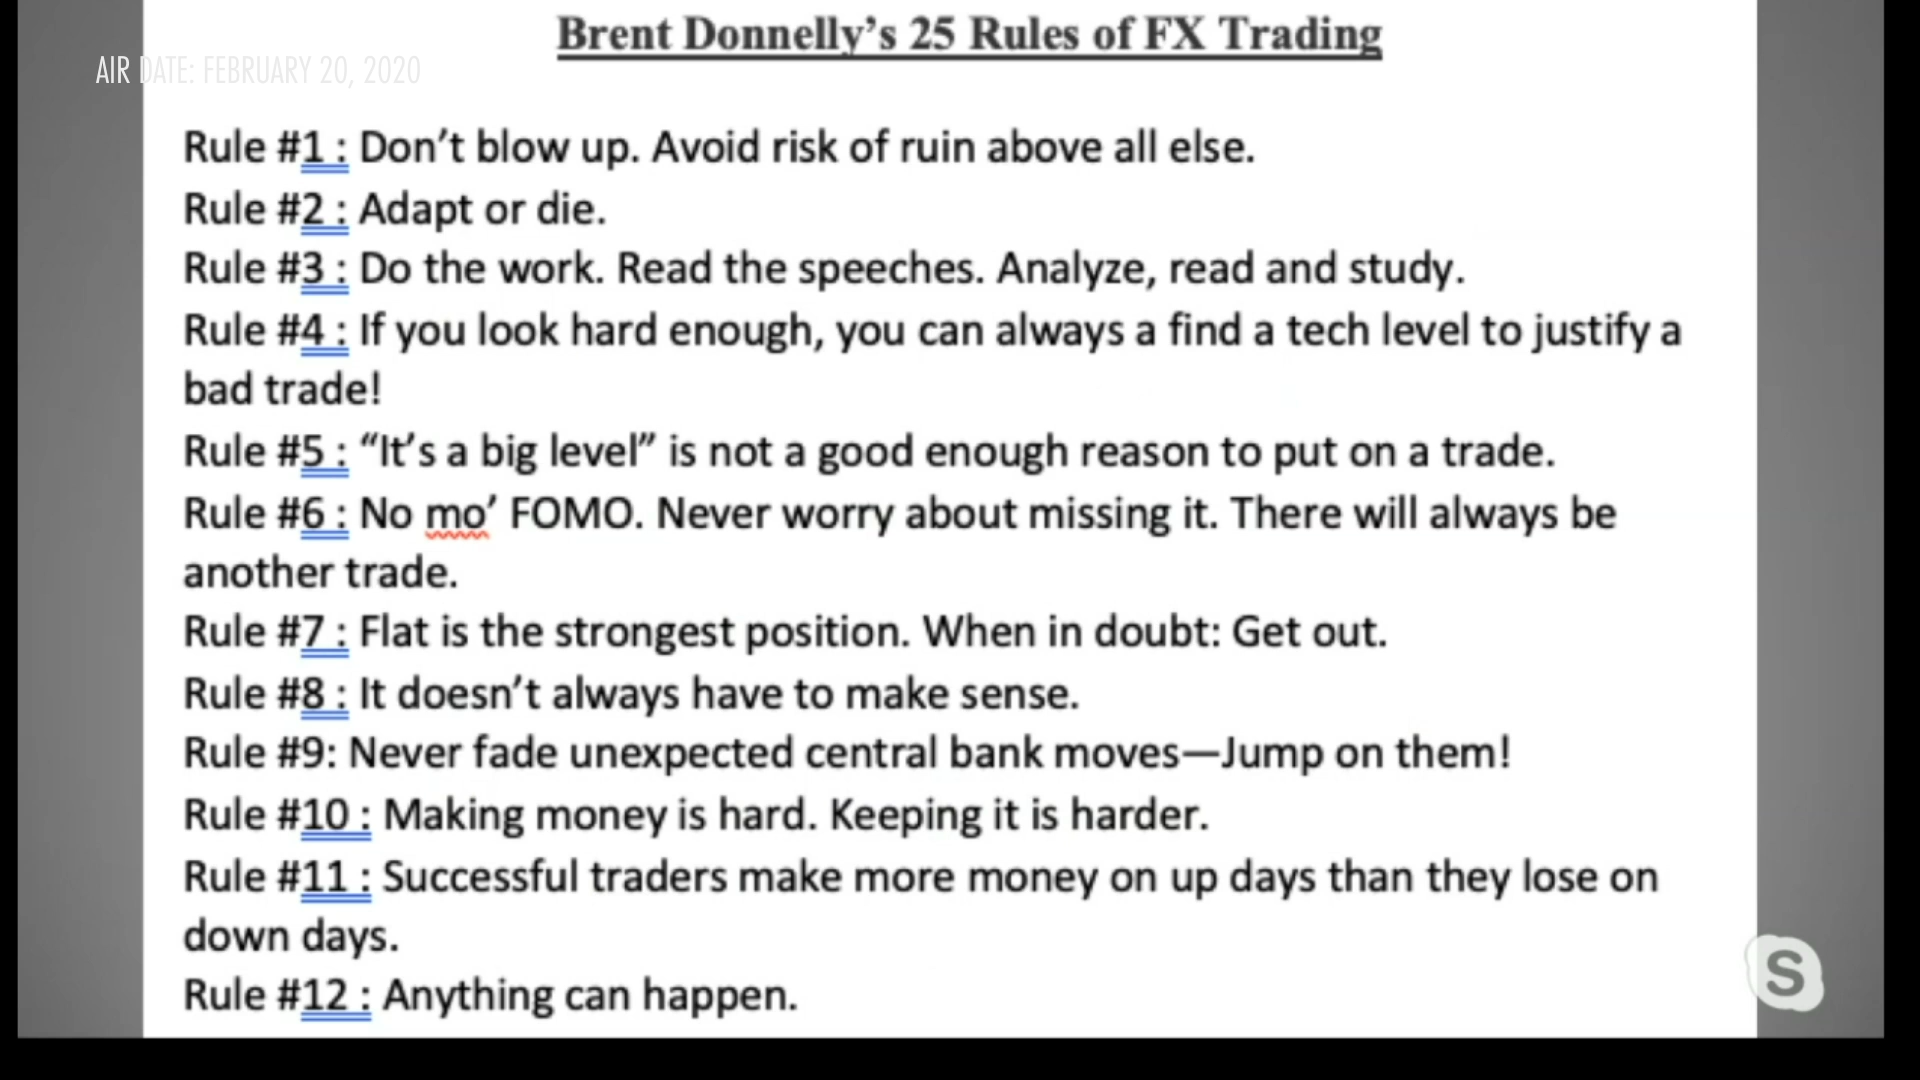 Brent Donnelly’s 25 Rules of FX Trading
AIR DATE: FEBRUARY 20, 2020
Rule #1 : Don’t blow up. Avoid risk of ruin above all else.
Rule #2 : Adapt or die.
Rule #3 : Do the work. Read the speeches. Analyze, read and study.
Rule #4 : If you look hard enough, you can always a find a tech level to justify a
bad trade!
Rule #5 : “It’s a big level” is not a good enough reason to put on a trade.
Rule #6 : No mo’ FOMO. Never worry about missing it. There will always be
another trade.
Rule #7 : Flat is the strongest position. When in doubt: Get out.
Rule #8 : It doesn’t always have to make sense.
Rule #9: Never fade unexpected central bank moves—Jump on them!
Rule #10 : Making money is hard. Keeping it is harder.
Rule #11 : Successful traders make more money on up days than they lose on
down days.
Rule #12 : Anything can happen.
S